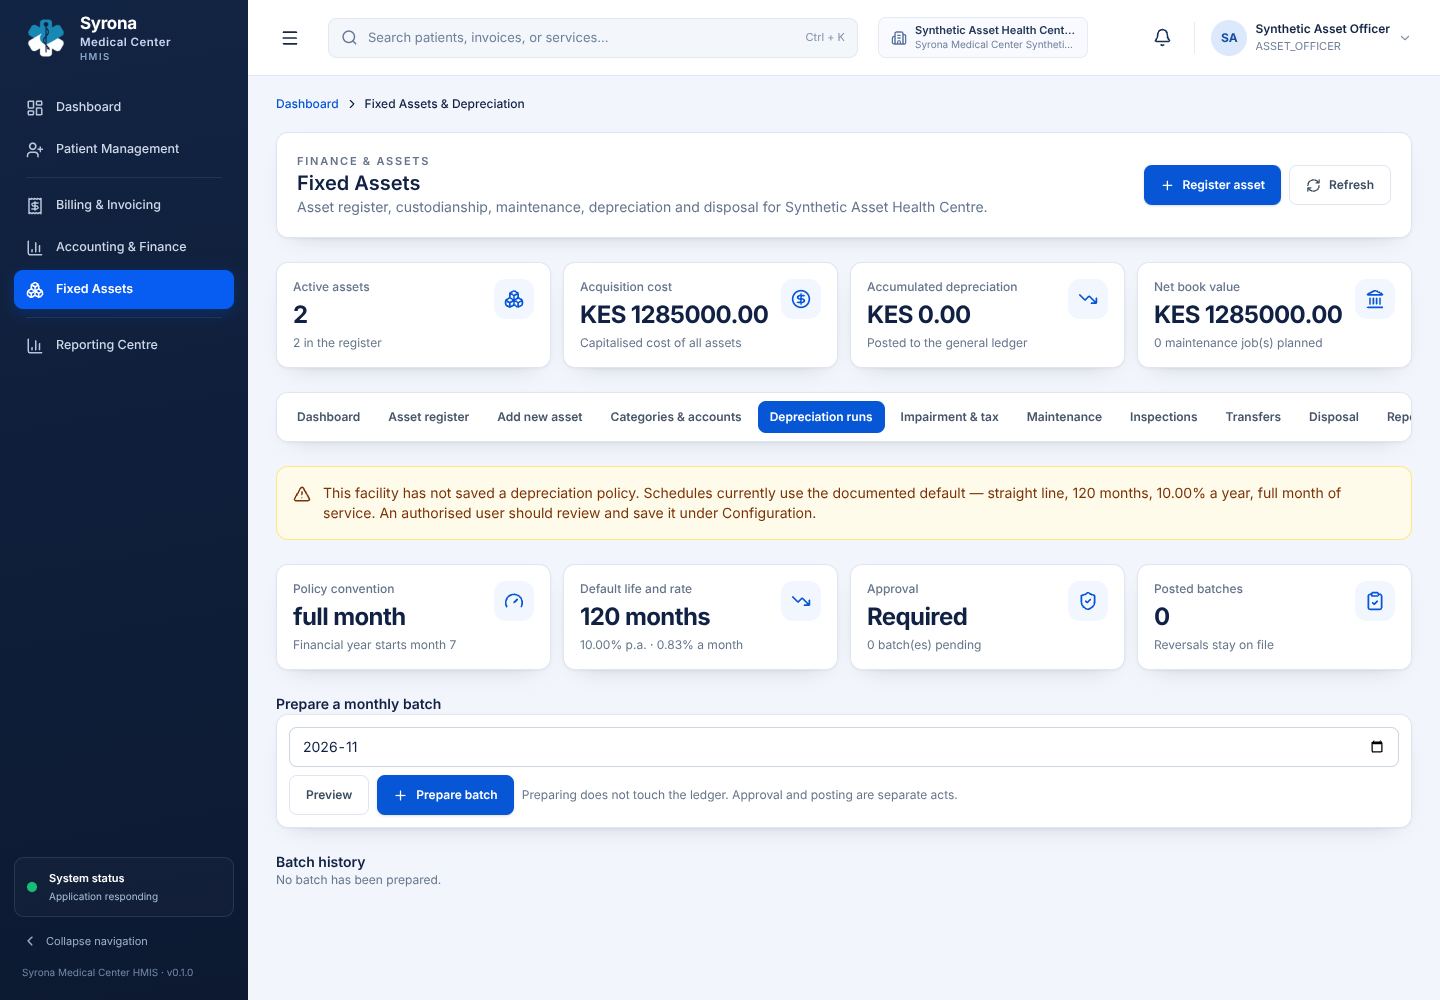 Syrona
Medical Center
HMIS
Dashboard
Patient Management
Billing & Invoicing
Accounting & Finance
Fixed Assets
Reporting Centre
System status
Application responding
Collapse navigation
Syrona Medical Center HMIS · v0.1.0
Search patients, invoices, or services...
Ctrl + K
Synthetic Asset Health Cent...
Syrona Medical Center Syntheti...
SA
Synthetic Asset Officer
ASSET_OFFICER
Dashboard > Fixed Assets & Depreciation
FINANCE & ASSETS
Fixed Assets
Asset register, custodianship, maintenance, depreciation and disposal for Synthetic Asset Health Centre.
Register asset
Refresh
Active assets
2
2 in the register
Acquisition cost
KES 1285000.00
Capitalised cost of all assets
Accumulated depreciation
KES 0.00
Posted to the general ledger
Net book value
KES 1285000.00
0 maintenance job(s) planned
Dashboard
Asset register
Add new asset
Categories & accounts
Depreciation runs
Impairment & tax
Maintenance
Inspections
Transfers
Disposal
Repo
This facility has not saved a depreciation policy. Schedules currently use the documented default — straight line, 120 months, 10.00% a year, full month of
service. An authorised user should review and save it under Configuration.
Policy convention
full month
Financial year starts month 7
Default life and rate
120 months
10.00% p.a. · 0.83% a month
Approval
Required
0 batch(es) pending
Posted batches
0
Reversals stay on file
Prepare a monthly batch
2026-11
Preview
Prepare batch
Preparing does not touch the ledger. Approval and posting are separate acts.
Batch history
No batch has been prepared.